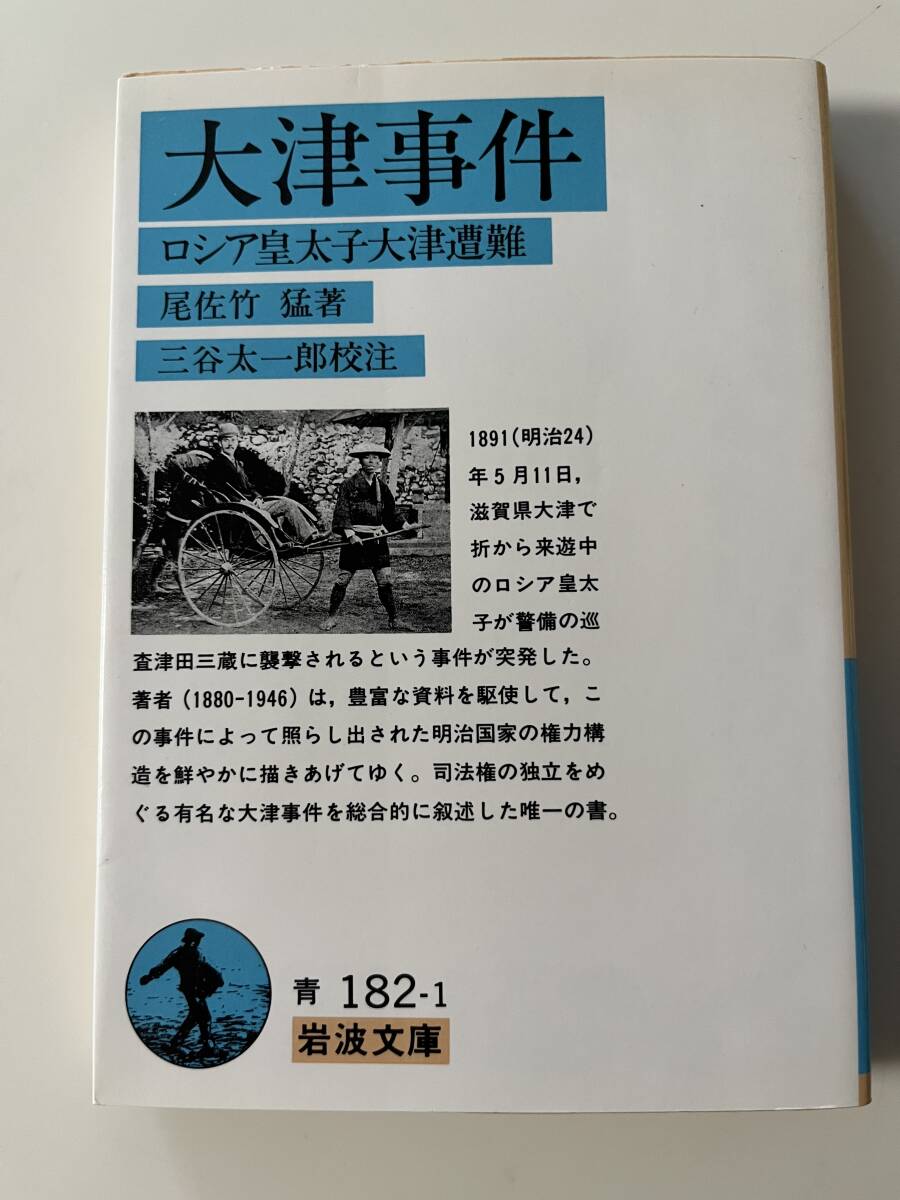 大津事件
ロシア皇太子大津遭難
尾佐竹 猛著
三谷太一郎校注
1891(明治24)
年5月11日,
滋賀県大津で
折から来遊中
のロシア皇太
子が警備の巡
査津田三蔵に襲撃されるという事件が突発した。
著者(1880-1946)は,豊富な資料を駆使して,こ
の事件によって照らし出された明治国家の権力構
造を鮮やかに描きあげてゆく。司法権の独立をめ
ぐる有名な大津事件を総合的に叙述した唯一の書。
青 182-1
岩波文庫